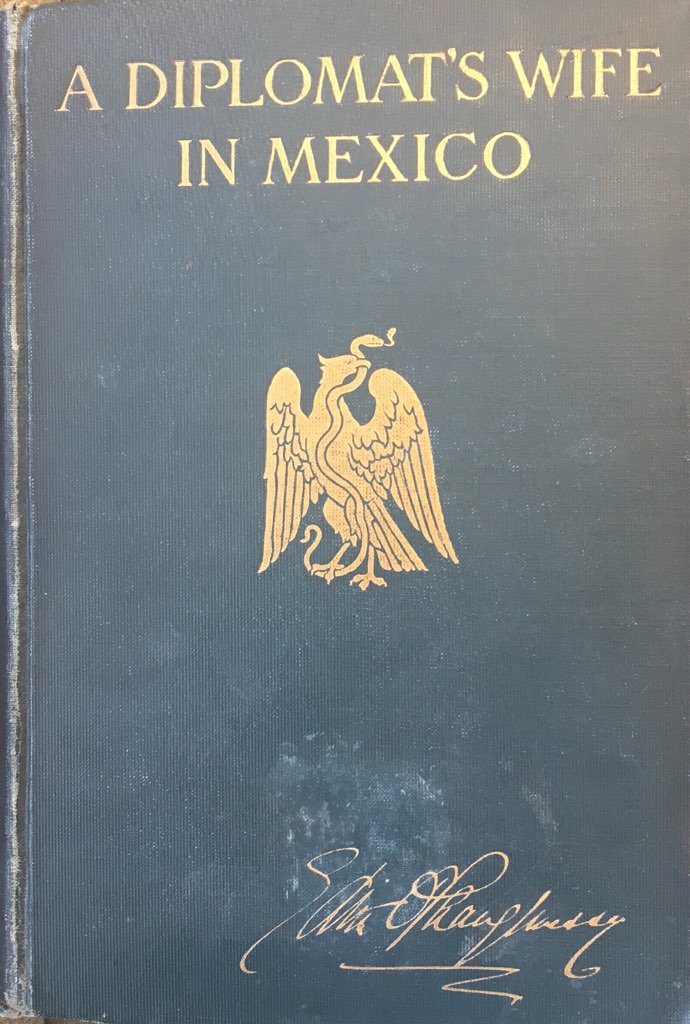 A DIPLOMAT'S WIFE
IN MEXICO
Edith O'Shaughnessy